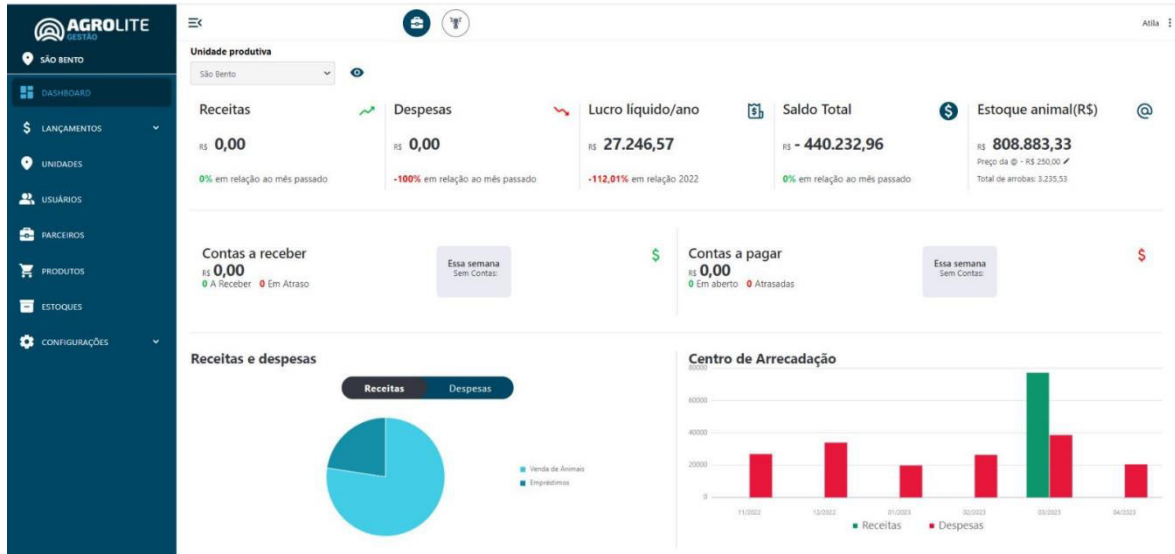 AGROLITE
GESTÃO
SÃO BENTO
DASHBOARD
LANÇAMENTOS
UNIDADES
USUÁRIOS
PARCEIROS
PRODUTOS
ESTOQUES
CONFIGURAÇÕES
Atila
Unidade produtiva
São Bento
Receitas
R$ 0,00
0% em relação ao mês passado
Despesas
R$ 0,00
-100% em relação ao mês passado
Lucro líquido/ano
R$ 27.246,57
-112,01% em relação 2022
Saldo Total
R$ - 440.232,96
0% em relação ao mês passado
Estoque animal(R$)
R$ 808.883,33
Preço da @ - R$ 250,00
Total de arrobas: 3.235,53
Contas a receber
R$ 0,00
0 A Receber 0 Em Atraso
Essa semana
Sem Contas:
Contas a pagar
R$ 0,00
0 Em aberto 0 Atrasadas
Essa semana
Sem Contas:
Receitas e despesas
Receitas Despesas
Venda de Animais
Empréstimos
Centro de Arrecadação
80000
60000
40000
20000
0
11/2022 12/2022 01/2023 02/2023 03/2023 04/2023
Receitas Despesas